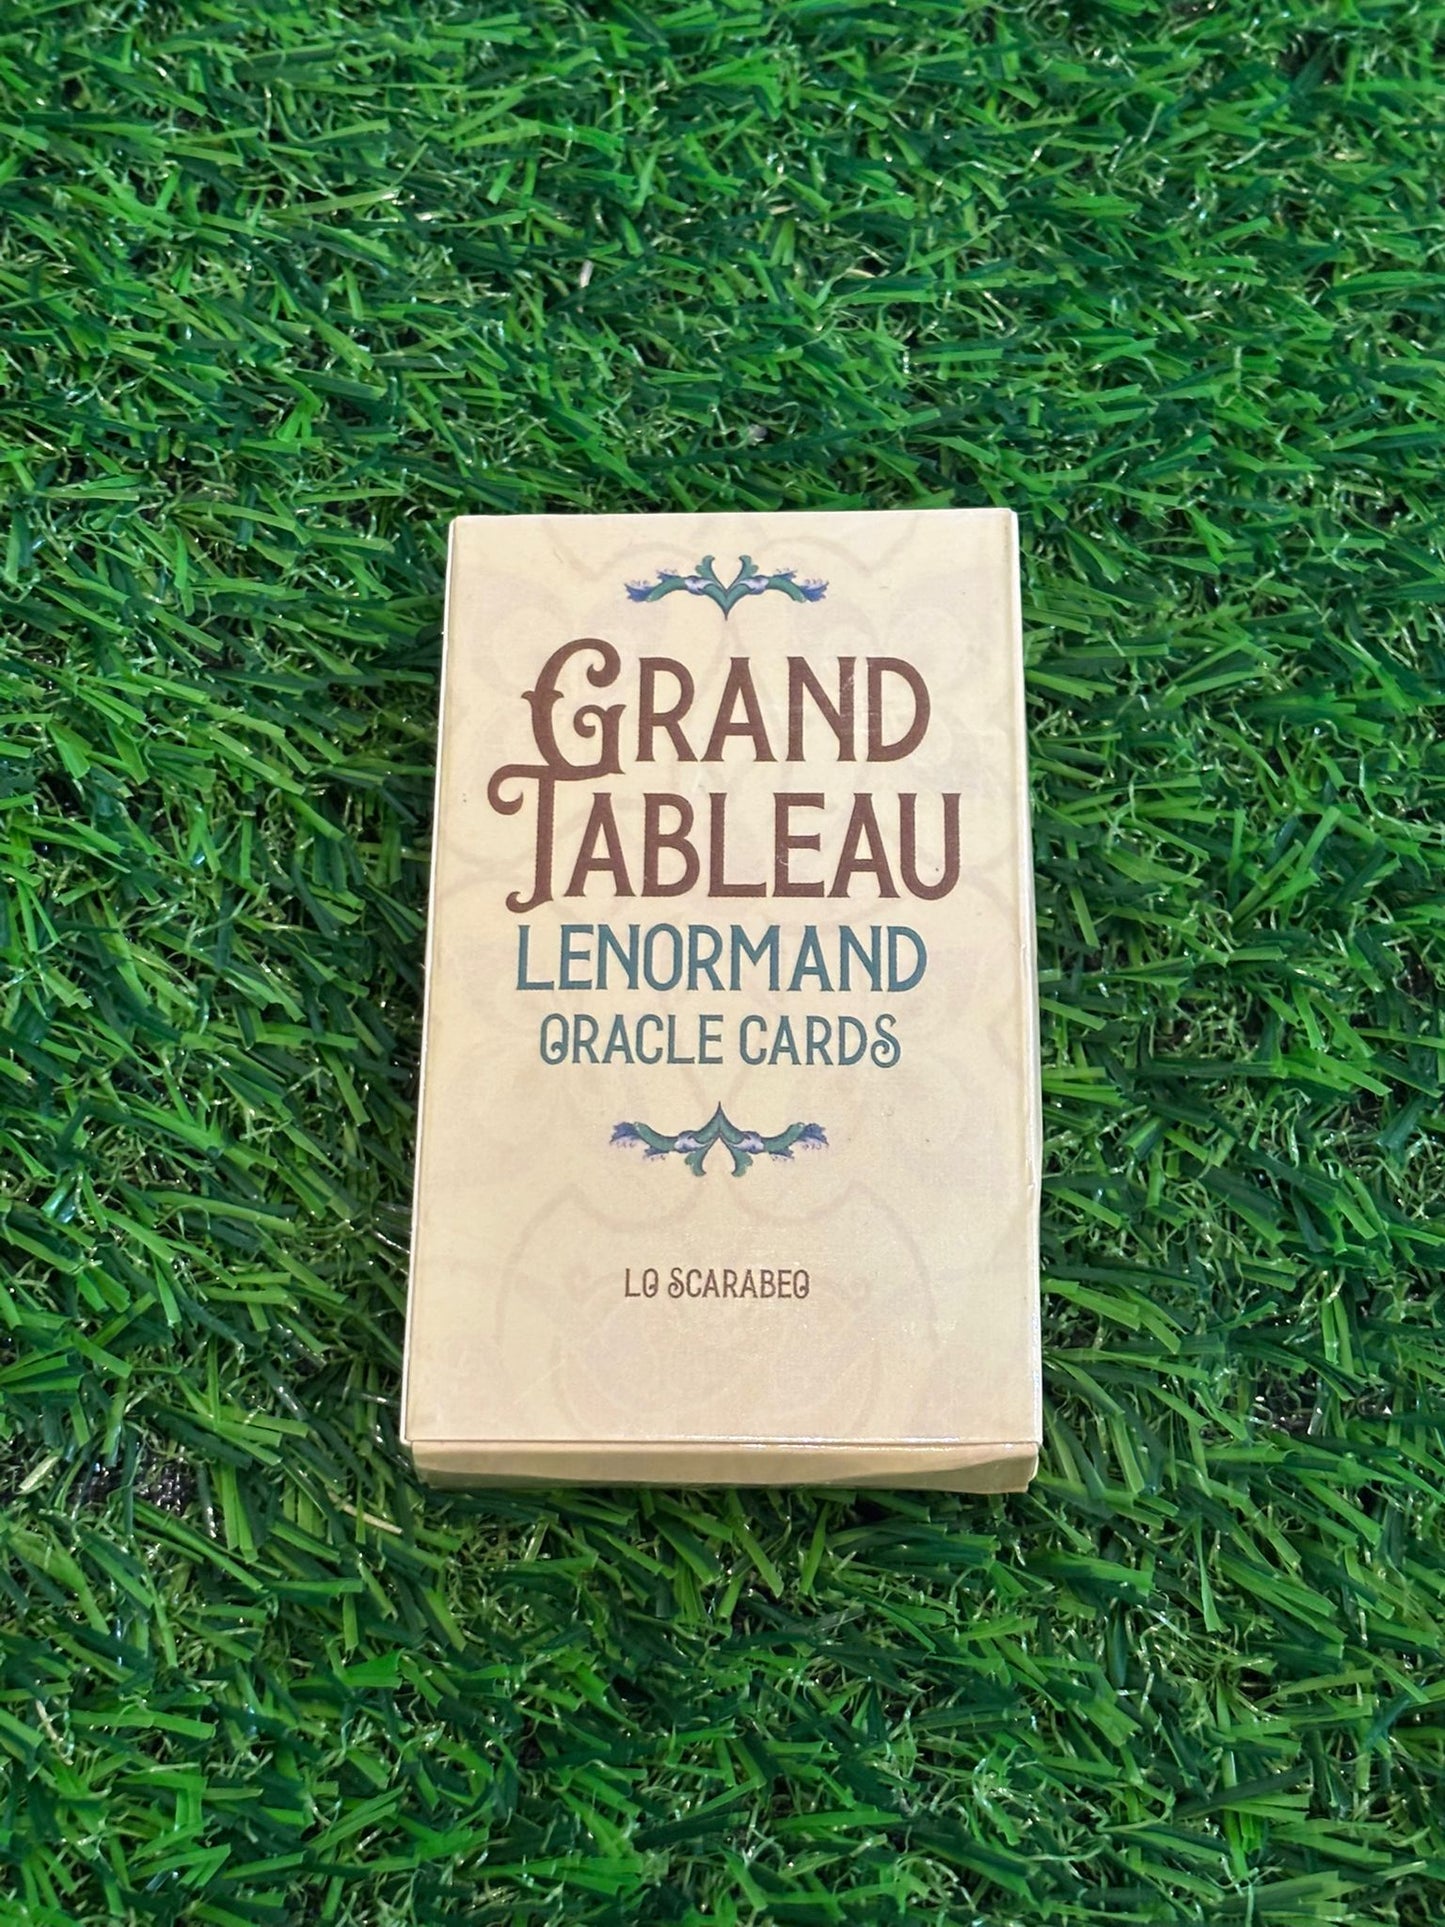 GRAND
TABLEAU
LENORMAND
ORACLE CARDS
LO SCARABEO